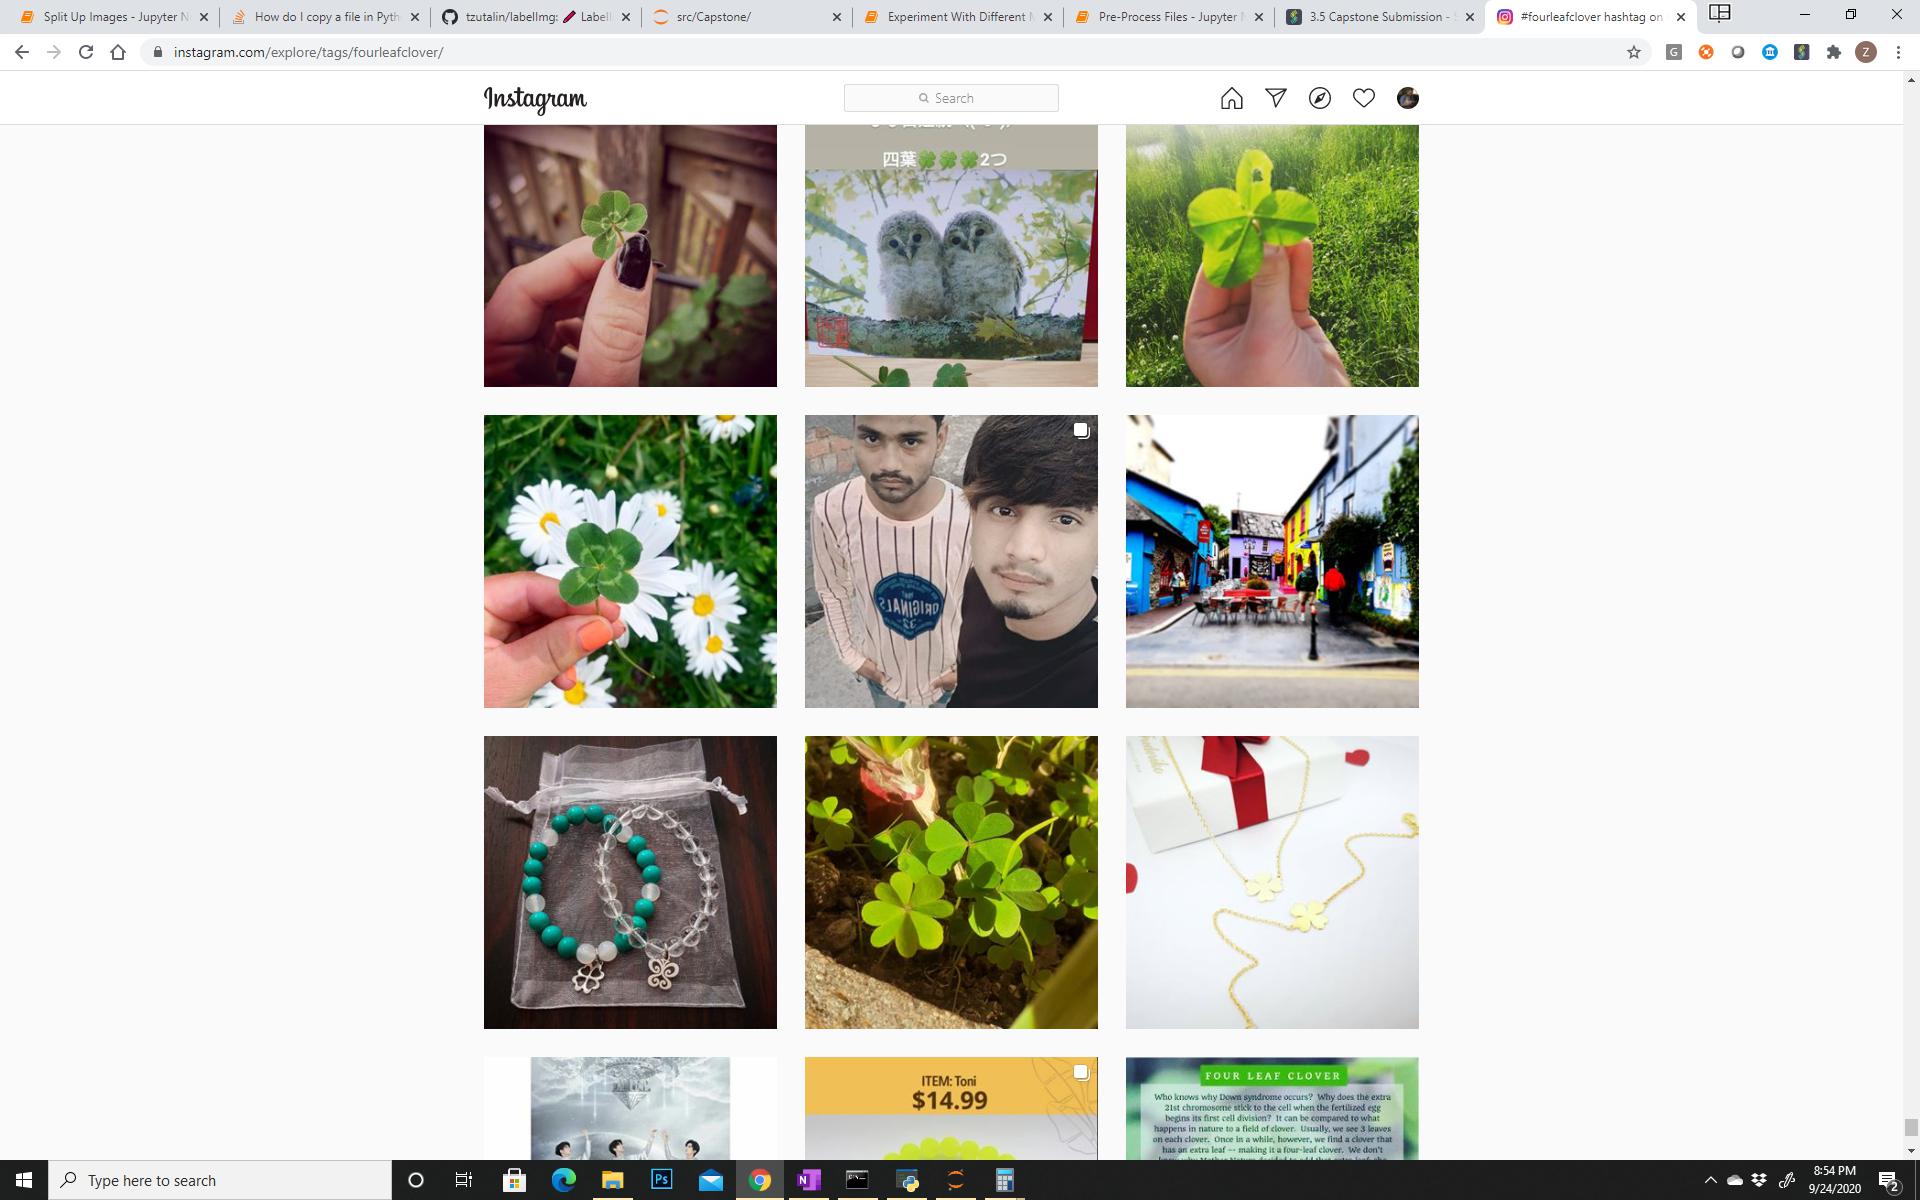 Split Up Images - Jupyter N
How do I copy a file in Pyth
tzutalin/labelImg: 🖍 Label
src/Capstone/
Experiment With Different M
Pre-Process Files - Jupyter N
3.5 Capstone Submission - S
#fourleafclover hashtag on
instagram.com/explore/tags/fourleafclover/
G
Z
Instagram
Search
四葉🍀🍀🍀2つ
ORIGINALS
33
ITEM: Toni
$14.99
FOUR LEAF CLOVER
Who knows why Down syndrome occurs? Why does the extra
21st chromosome stick to the cell when the fertilized egg
begins its first cell division? It can be compared to what
happens in nature to a field of clover. Usually, we see 3 leaves
on each clover. Once in a while, however, we find a clover that
has an extra leaf -- making it a four-leaf clover. We don't
Type here to search
Ps
N
8:54 PM
9/24/2020
2